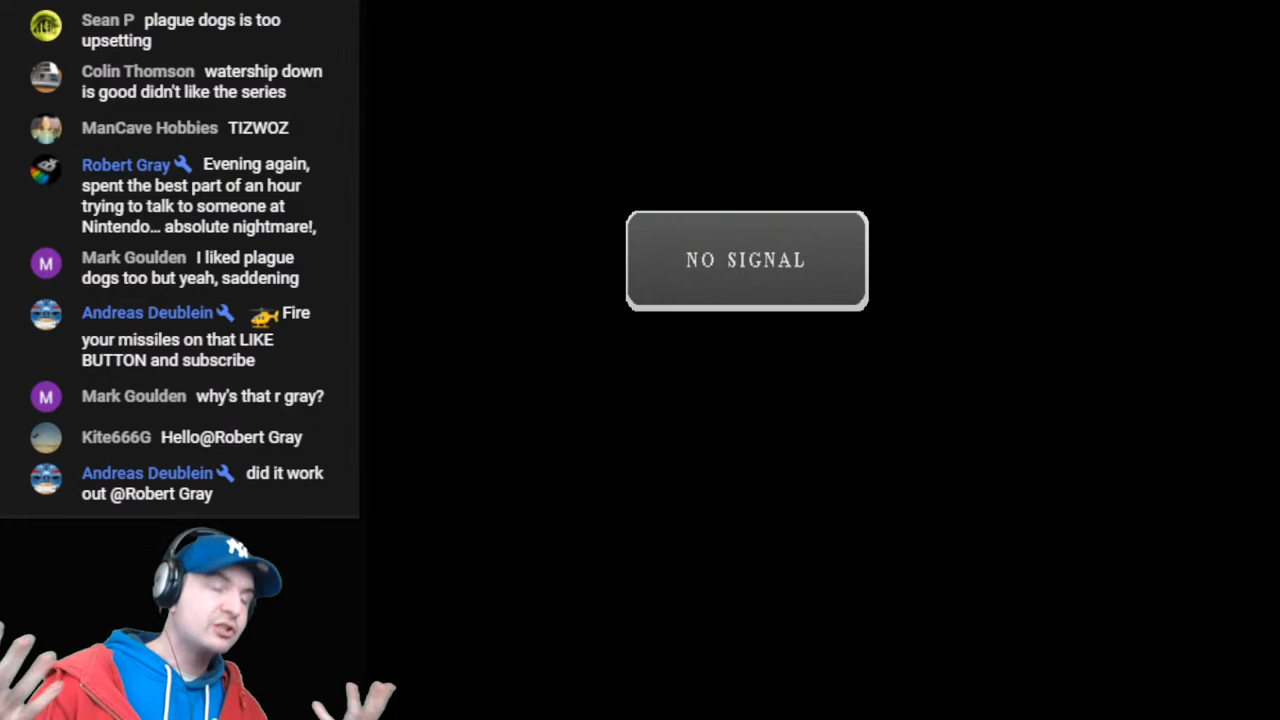 Sean P plague dogs is too
upsetting
Colin Thomson watership down
is good didn't like the series
ManCave Hobbies TIZWOZ
Robert Gray Evening again,
spent the best part of an hour
trying to talk to someone at
Nintendo... absolute nightmare!,
M Mark Goulden I liked plague
dogs too but yeah, saddening
Andreas Deublein 🚁 Fire
your missiles on that LIKE
BUTTON and subscribe
M Mark Goulden why's that r gray?
Kite666G Hello@Robert Gray
Andreas Deublein did it work
out @Robert Gray
NO SIGNAL
NY